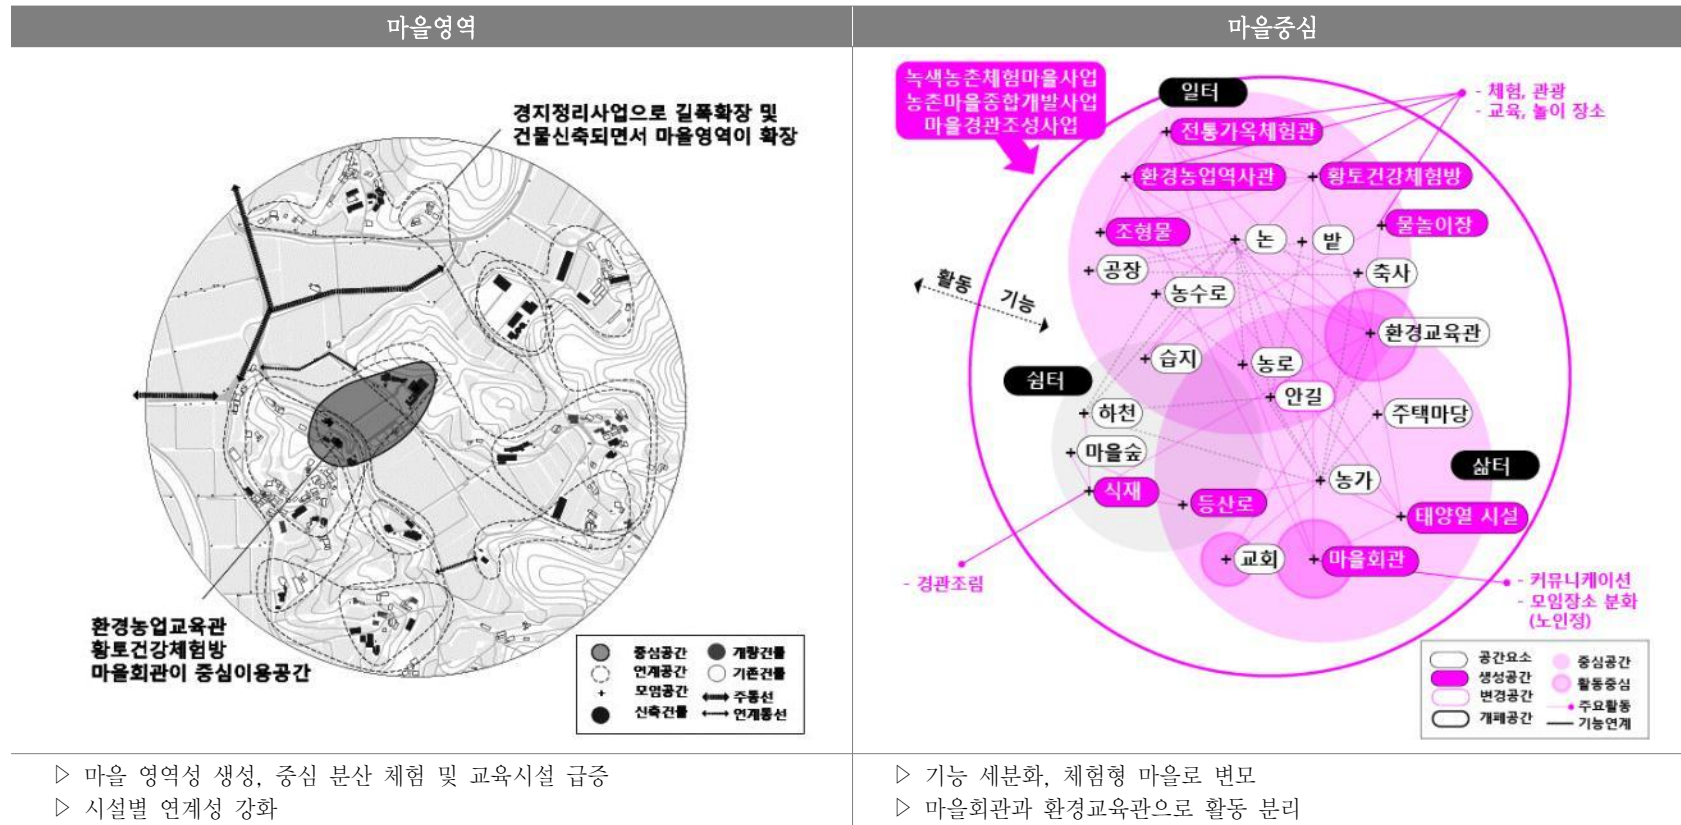 마을영역
경지정리사업으로 길폭확장 및
건물신축되면서 마을영역이 확장
환경농업교육관
황토건강체험방
마을회관이 중심이용공간
중심공간
개량건물
연계공간
기존건물
모임공간
주동선
신축건물
연계동선
▷ 마을 영역성 생성, 중심 분산 체험 및 교육시설 급증
▷ 시설별 연계성 강화
마을중심
녹색농촌체험마을사업
농촌마을종합개발사업
마을경관조성사업
일터
- 체험, 관광
- 교육, 놀이 장소
전통가옥체험관
환경농업역사관
황토건강체험방
조형물
물놀이장
논
밭
공장
축사
농수로
활동
기능
환경교육관
습지
농로
쉼터
안길
하천
주택마당
마을숲
삶터
농가
식재
등산로
태양열 시설
교회
마을회관
- 경관조림
- 커뮤니케이션
- 모임장소 분화
(노인정)
공간요소
중심공간
생성공간
활동중심
변경공간
주요활동
개폐공간
기능연계
▷ 기능 세분화, 체험형 마을로 변모
▷ 마을회관과 환경교육관으로 활동 분리